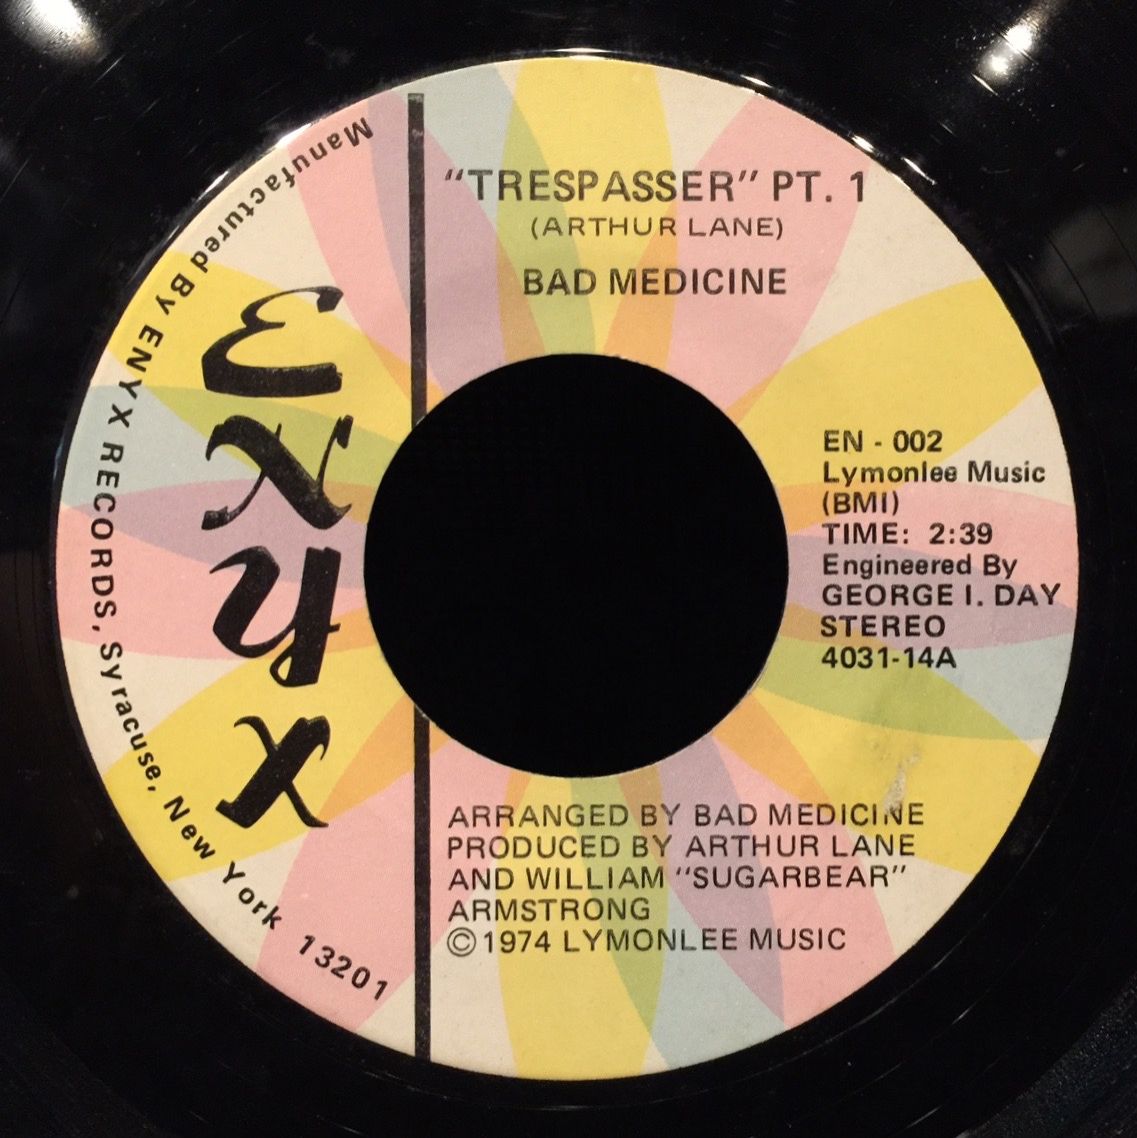 "TRESPASSER" PT. 1
(ARTHUR LANE)
BAD MEDICINE
Enyx
Manufactured By ENYX RECORDS, Syracuse, New York 13201
EN - 002
Lymonlee Music
(BMI)
TIME: 2:39
Engineered By
GEORGE I. DAY
STEREO
4031-14A
ARRANGED BY BAD MEDICINE
PRODUCED BY ARTHUR LANE
AND WILLIAM "SUGARBEAR"
ARMSTRONG
©1974 LYMONLEE MUSIC